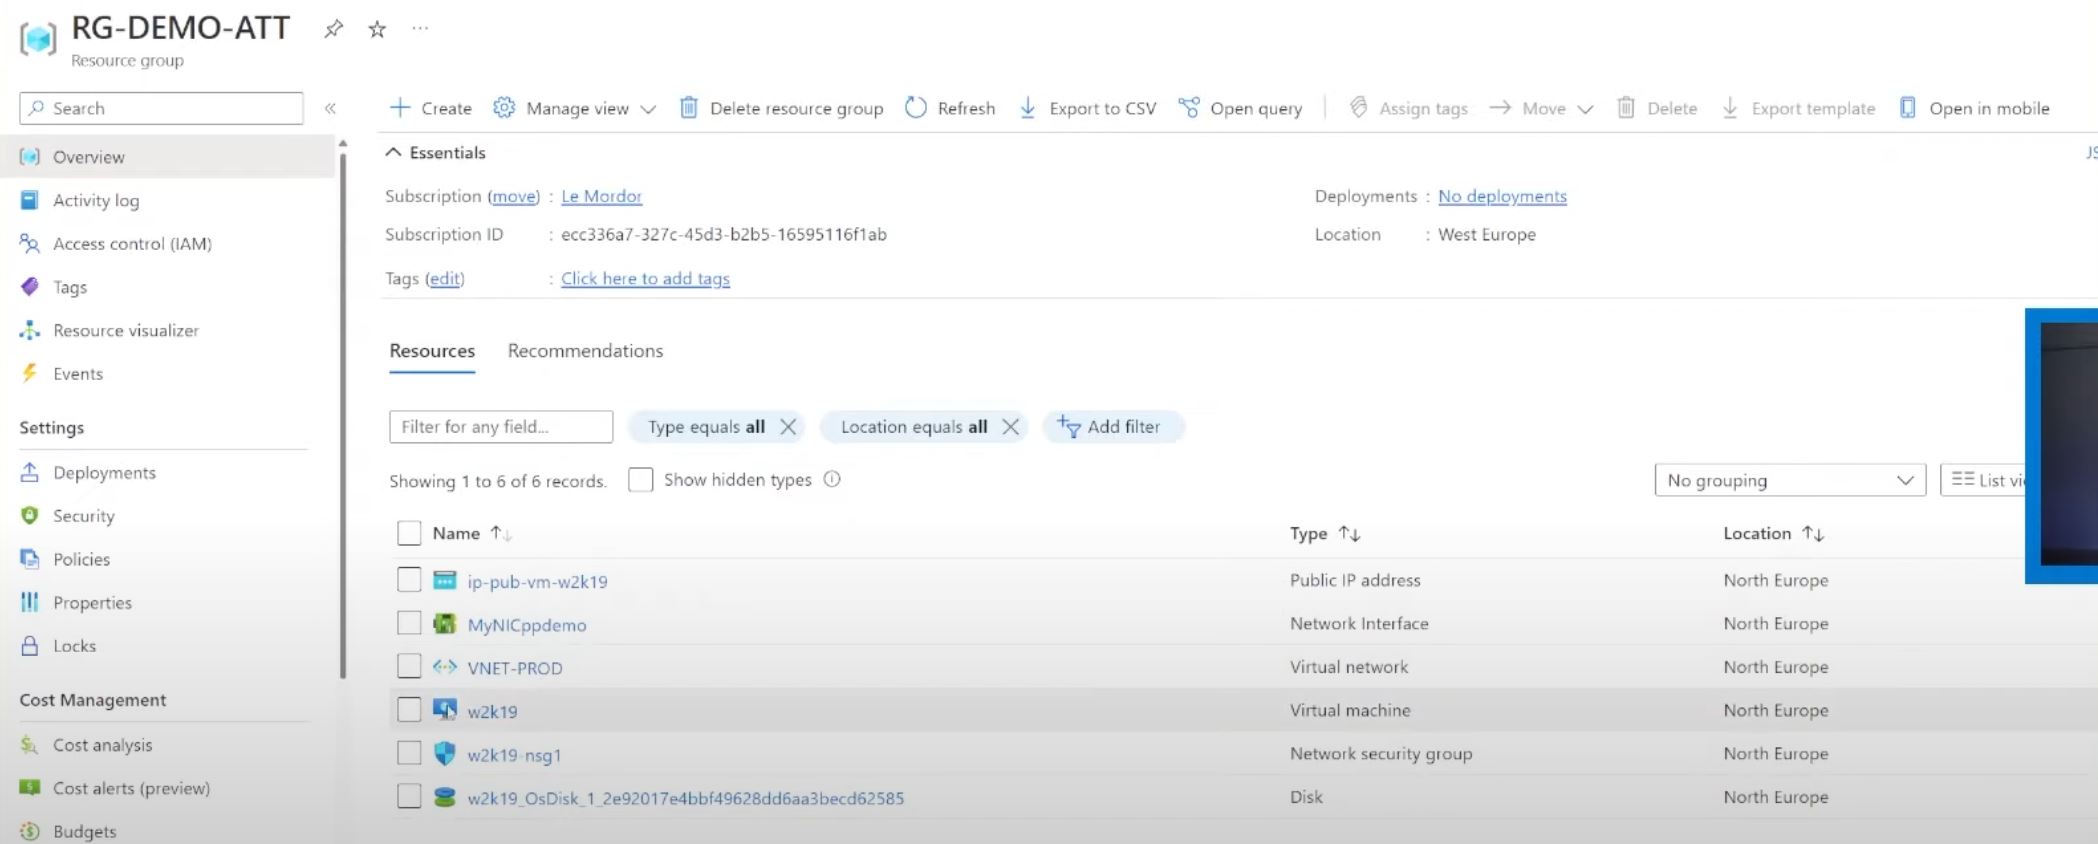 RG-DEMO-ATT
Resource group
Search
Overview
Activity log
Access control (IAM)
Tags
Resource visualizer
Events
Settings
Deployments
Security
Policies
Properties
Locks
Cost Management
Cost analysis
Cost alerts (preview)
Budgets
Create Manage view Delete resource group Refresh Export to CSV Open query Assign tags Move Delete Export template Open in mobile
Essentials
JS
Subscription (move) : Le Mordor
Deployments : No deployments
Subscription ID : ecc336a7-327c-45d3-b2b5-16595116f1ab
Location : West Europe
Tags (edit) : Click here to add tags
Resources Recommendations
Filter for any field... Type equals all Location equals all Add filter
Showing 1 to 6 of 6 records. Show hidden types No grouping List vi
Name Type Location
ip-pub-vm-w2k19 Public IP address North Europe
MyNICppdemo Network Interface North Europe
VNET-PROD Virtual network North Europe
w2k19 Virtual machine North Europe
w2k19-nsg1 Network security group North Europe
w2k19_OsDisk_1_2e92017e4bbf49628dd6aa3becd62585 Disk North Europe